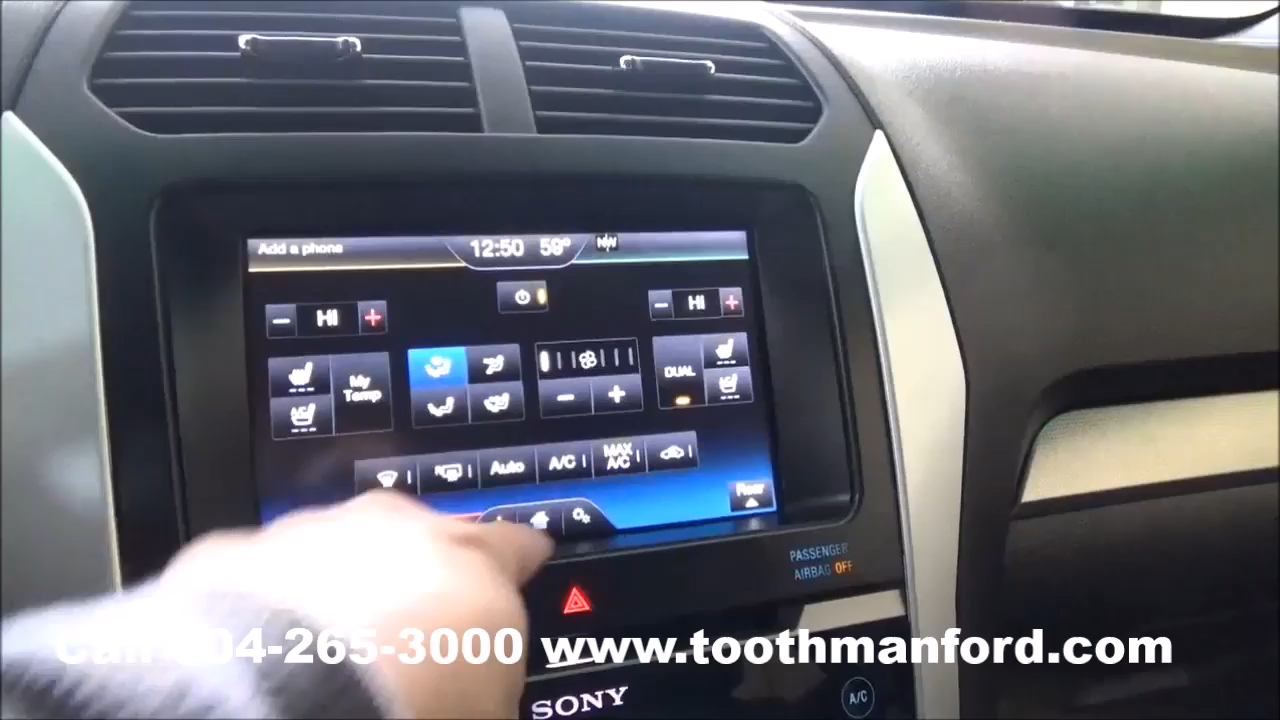 Add a phone 12:50 59° NW
HI HI
My Temp DUAL
Auto A/C MAX A/C
Rear
PASSENGER
AIRBAG OFF
04-265-3000 www.toothmanford.com
SONY A/C